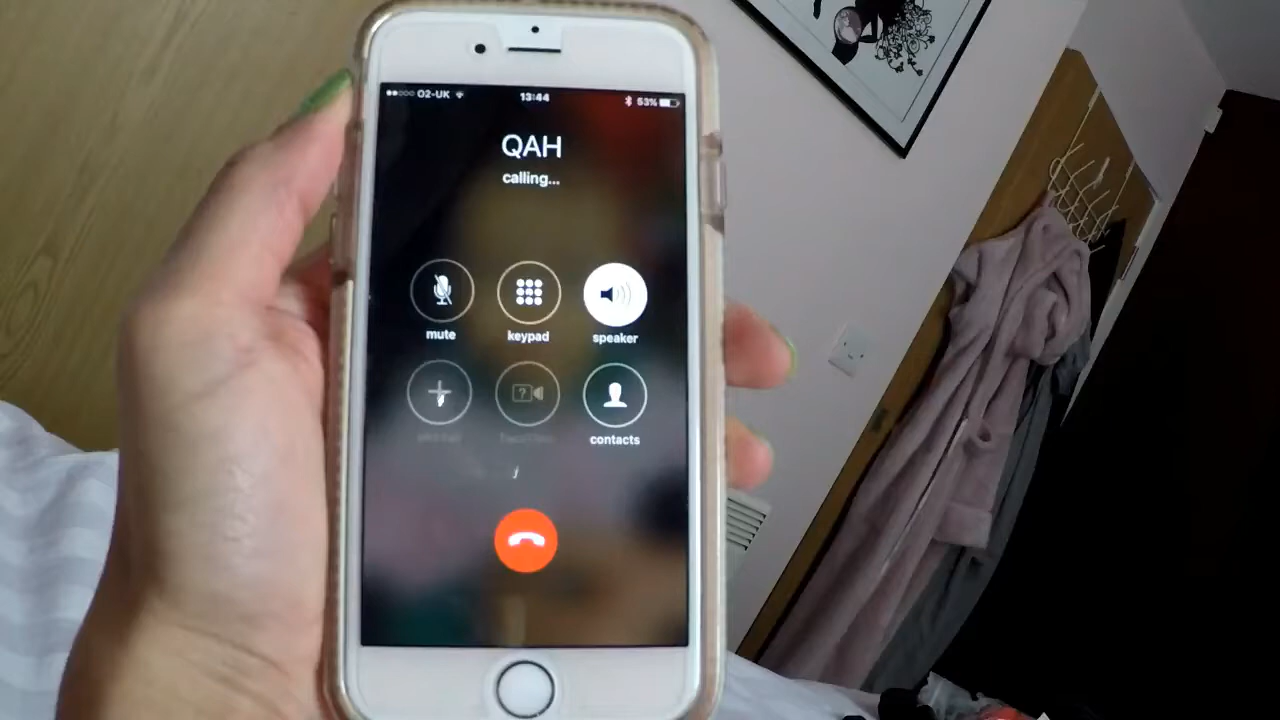 O2-UK 13:44 53%
QAH
calling...
mute keypad speaker
contacts